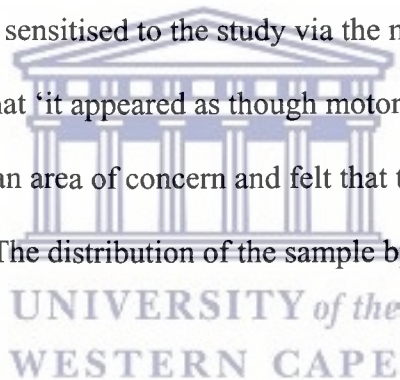 sensitised to the study via the
at ‘it appeared as though motor
an area of concern and felt that
The distribution of the sample
UNIVERSITY of the
WESTERN CAPE